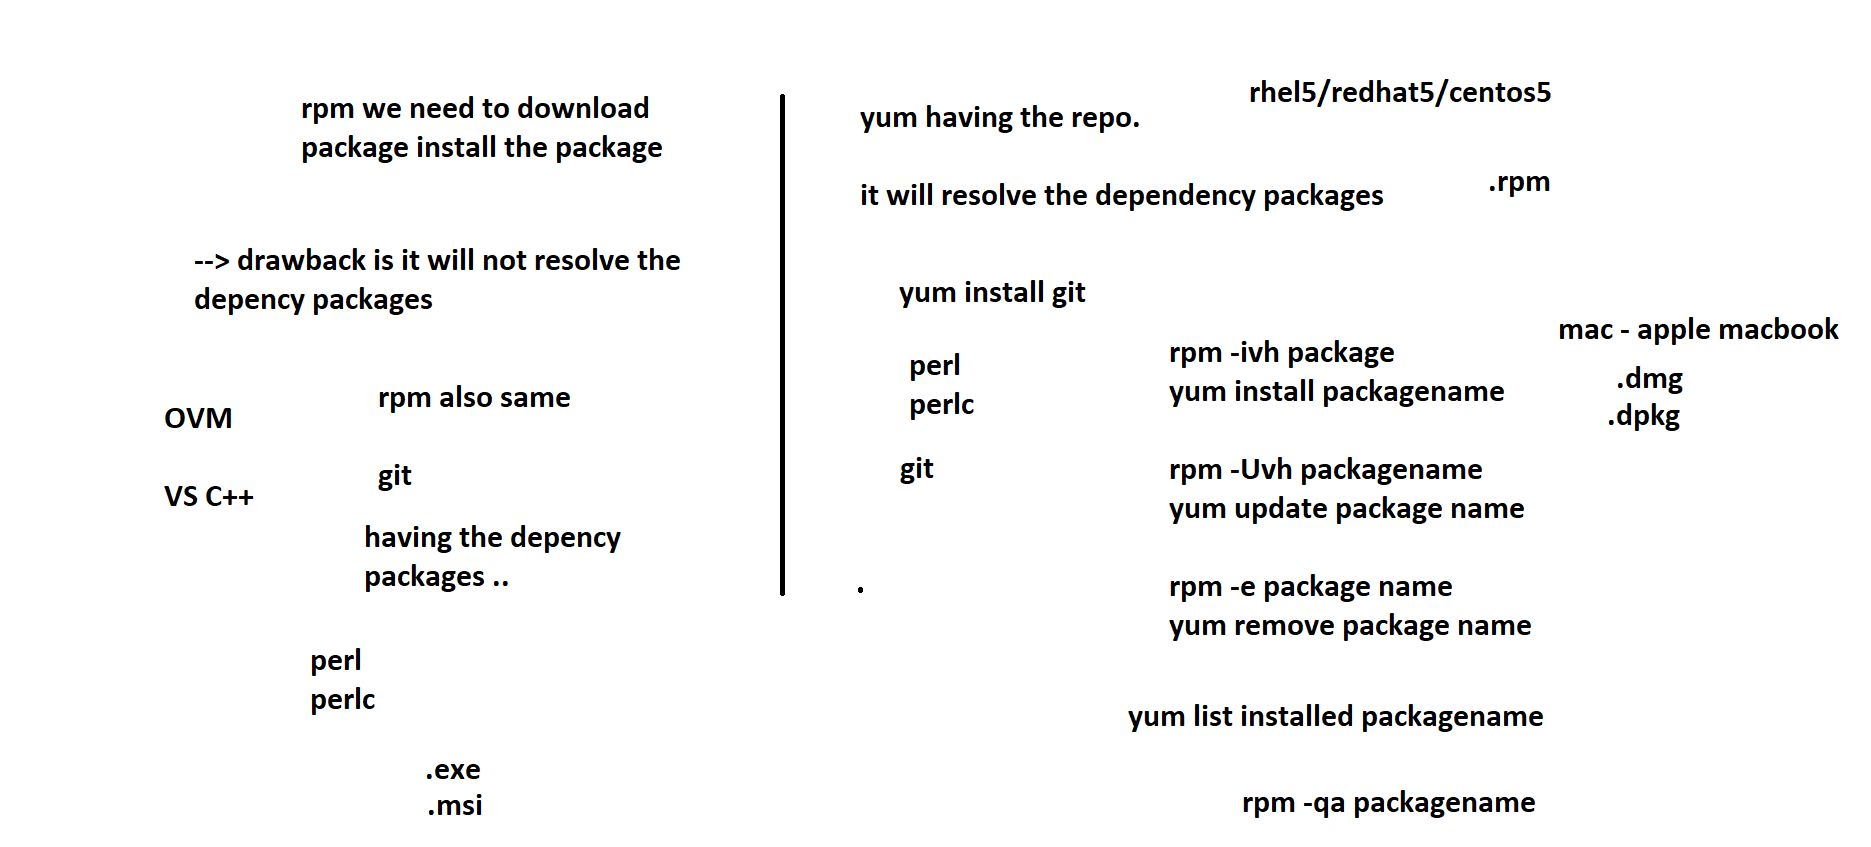 rpm we need to download
package install the package
--> drawback is it will not resolve the
depency packages
OVM
rpm also same
VS C++
git
having the depency
packages ..
perl
perlc
.exe
.msi
rhel5/redhat5/centos5
yum having the repo.
.rpm
it will resolve the dependency packages
yum install git
perl
perlc
git
.
rpm -ivh package
yum install packagename
rpm -Uvh packagename
yum update package name
rpm -e package name
yum remove package name
yum list installed packagename
rpm -qa packagename
mac - apple macbook
.dmg
.dpkg